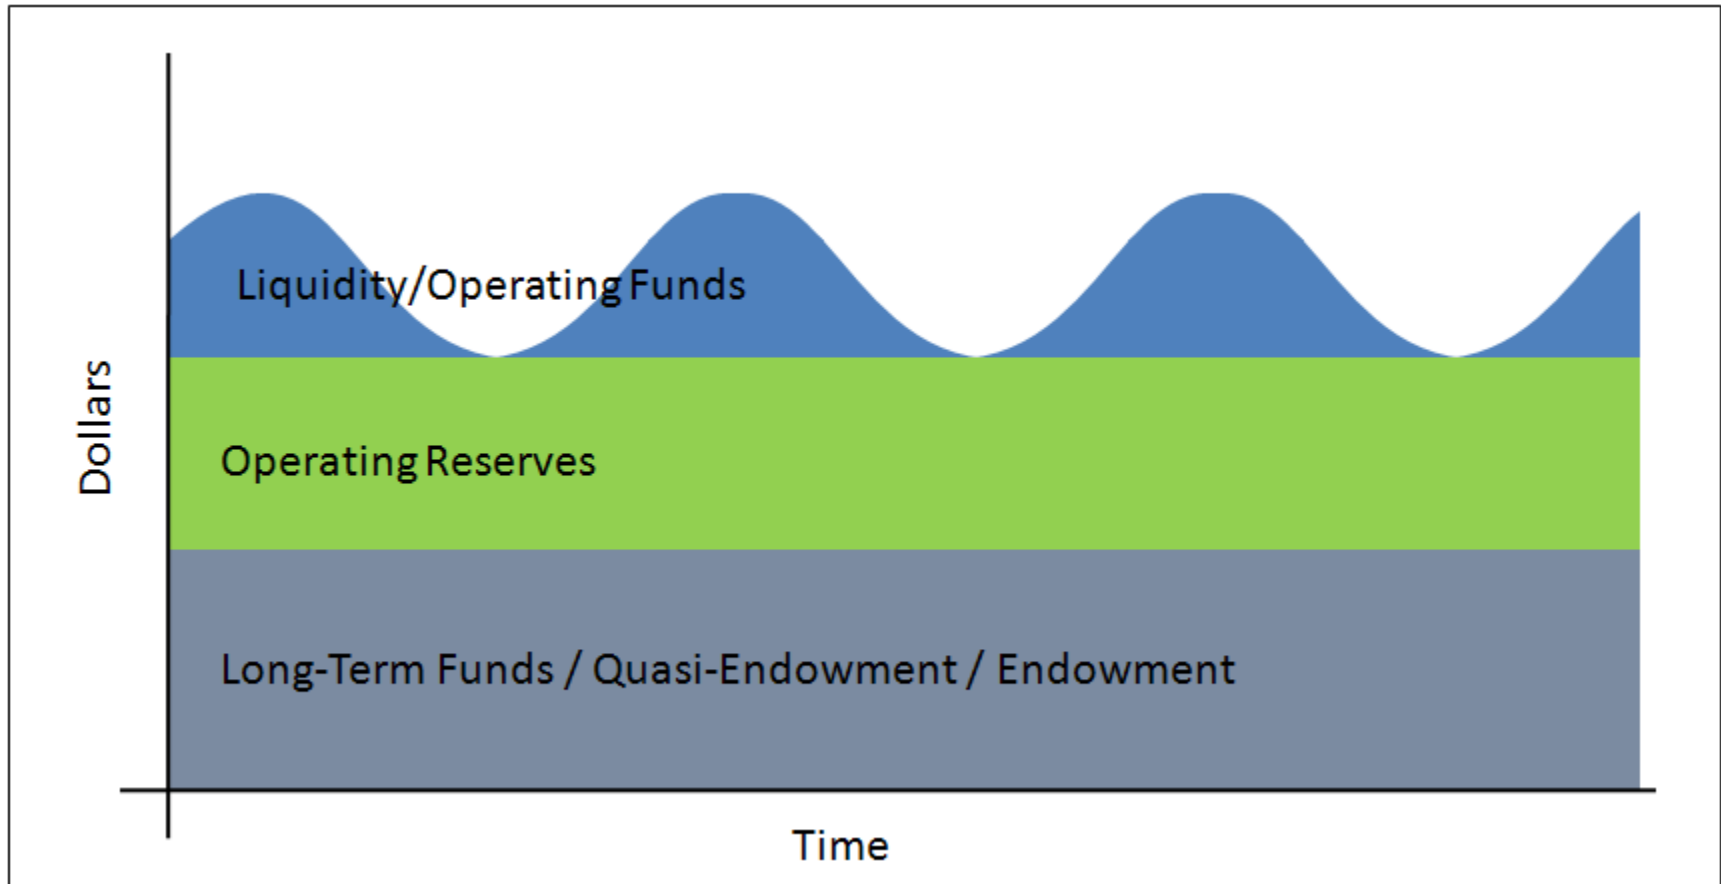 Liquidity/Operating Funds
Dollars
Operating Reserves
Long-Term Funds / Quasi-Endowment / Endowment
Time